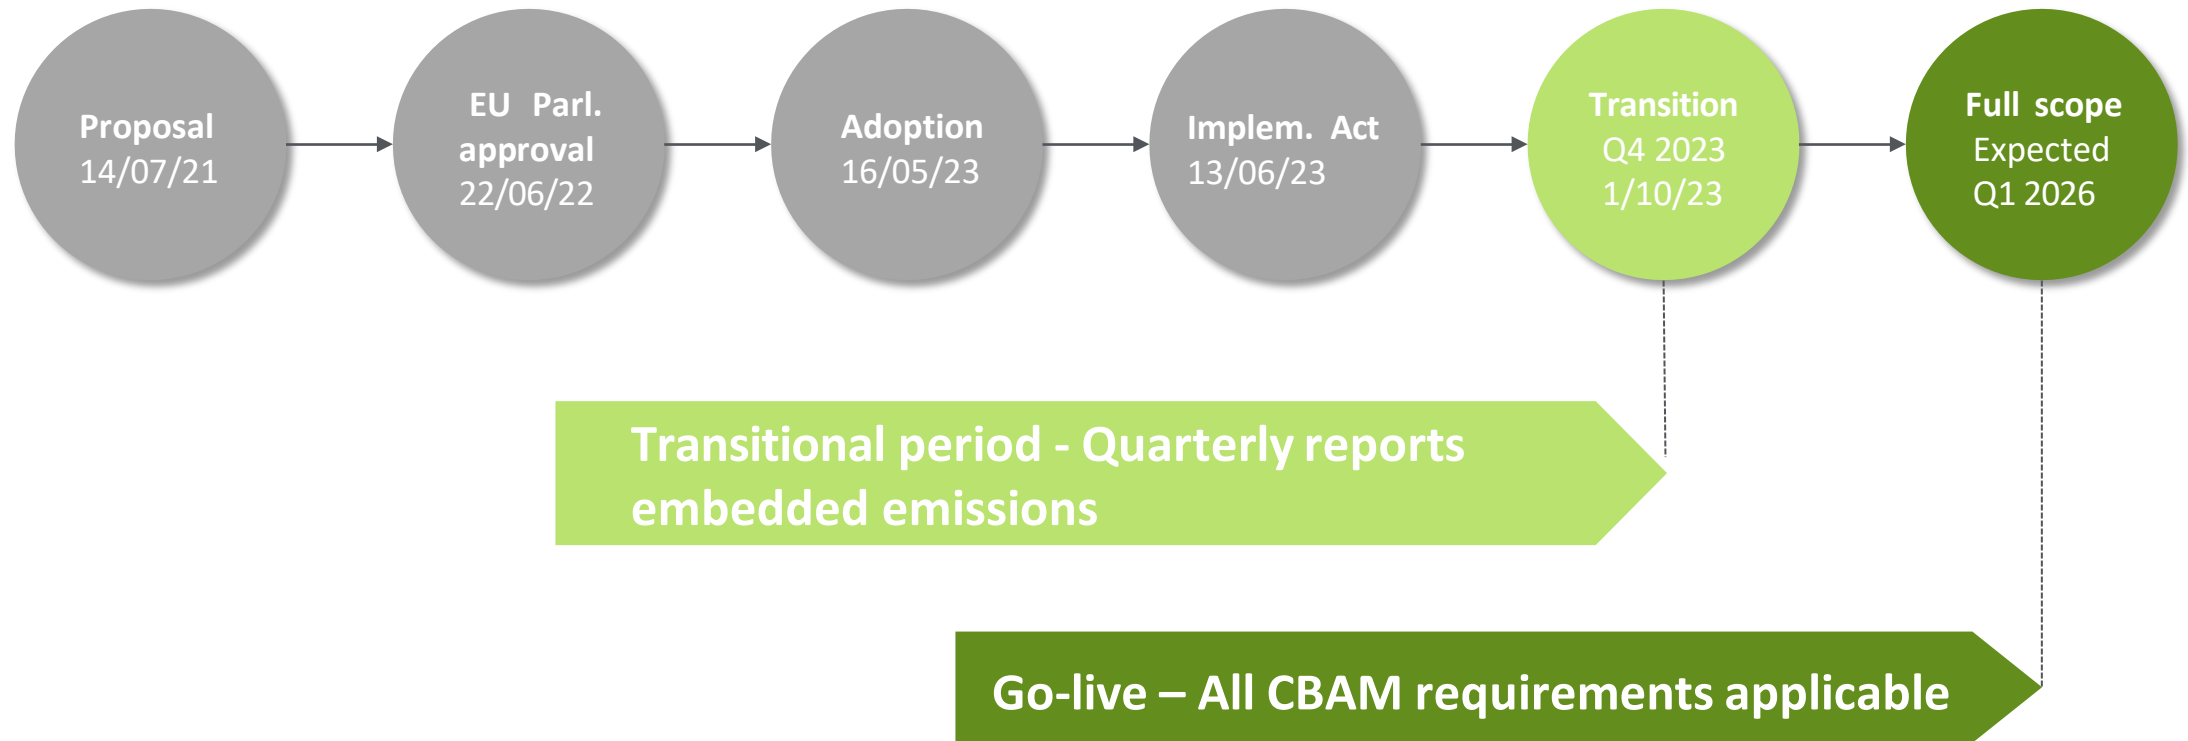 Proposal
14/07/21
EU Parl.
approval
22/06/22
Adoption
16/05/23
Implem. Act
13/06/23
Transition
Q4 2023
1/10/23
Full scope
Expected
Q1 2026
Transitional period - Quarterly reports
embedded emissions
Go-live – All CBAM requirements applicable